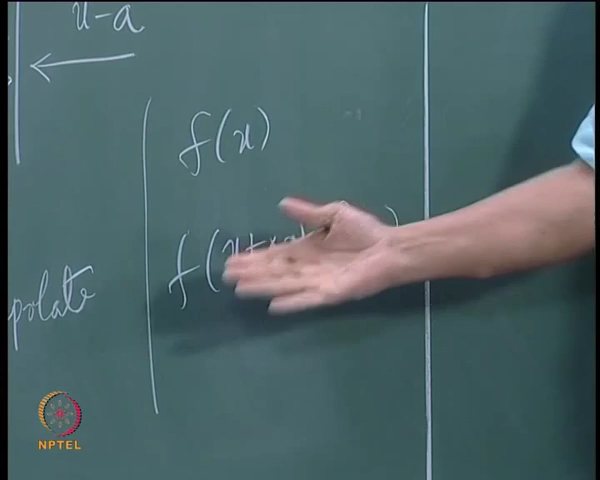 u-a
f(x)
f(x+
polate
NPTEL